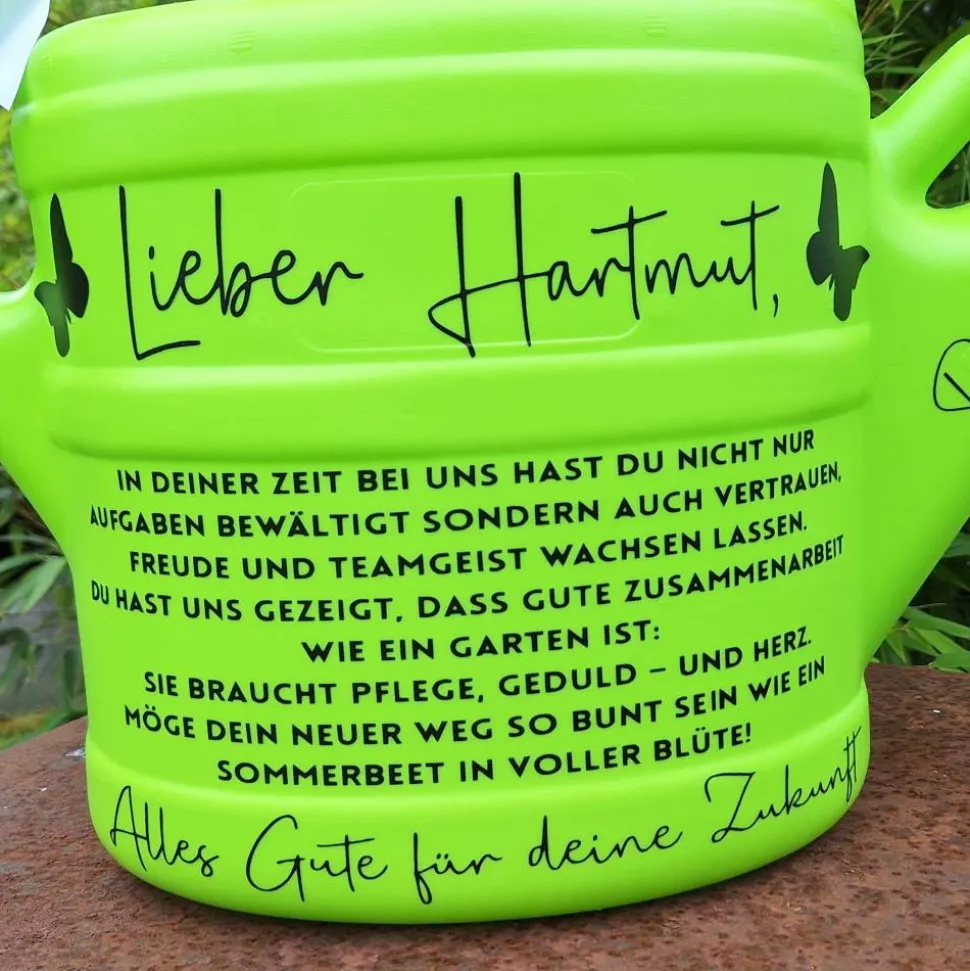 Lieber Hartmut,
IN DEINER ZEIT BEI UNS HAST DU NICHT NUR
AUFGABEN BEWÄLTIGT SONDERN AUCH VERTRAUEN,
FREUDE UND TEAMGEIST WACHSEN LASSEN.
DU HAST UNS GEZEIGT, DASS GUTE ZUSAMMENARBEIT
WIE EIN GARTEN IST:
SIE BRAUCHT PFLEGE, GEDULD – UND HERZ.
MÖGE DEIN NEUER WEG SO BUNT SEIN WIE EIN
SOMMERBEET IN VOLLER BLÜTE!
Alles Gute für deine Zukunft